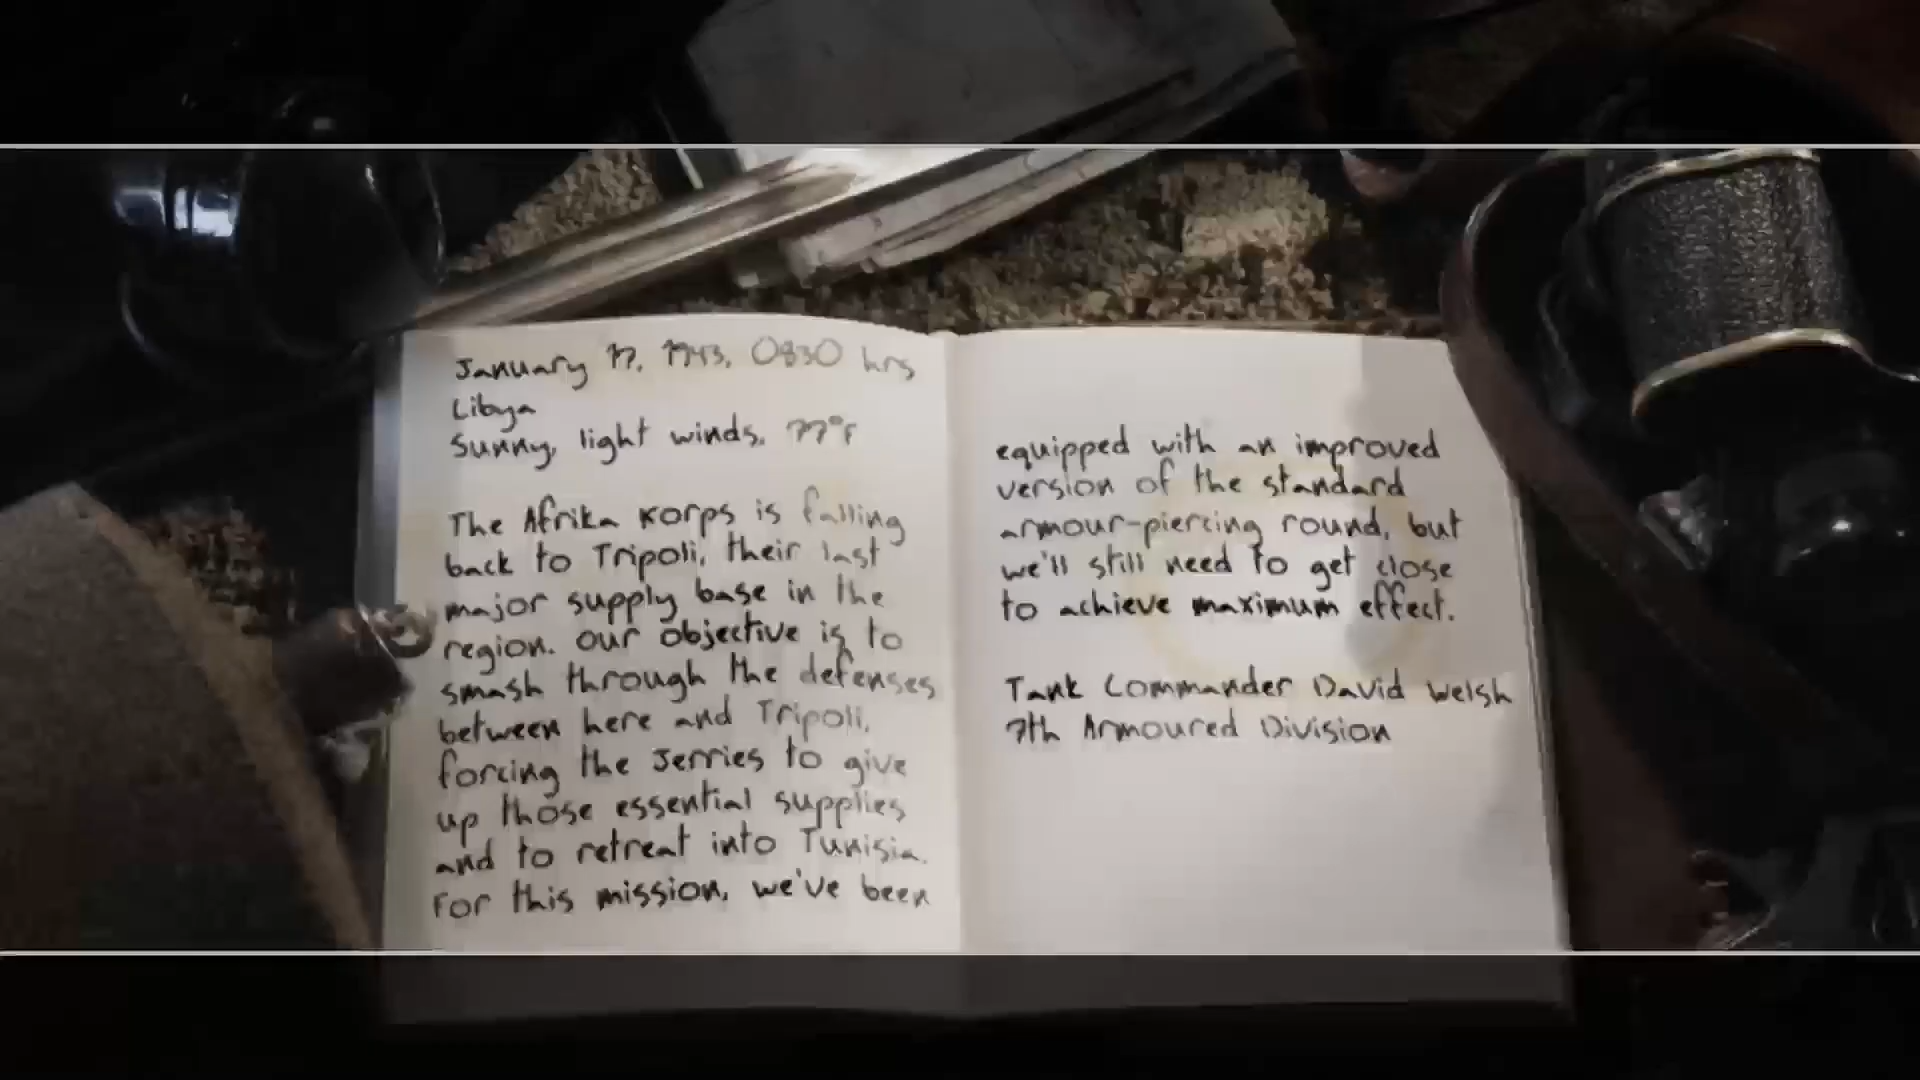 January 17, 1943, 0830 hrs
Libya
Sunny, light winds, 77°F
The Afrika Korps is falling
back to Tripoli, their last
major supply base in the
region. Our objective is to
smash through the defenses
between here and Tripoli,
forcing the Jerries to give
up those essential supplies
and to retreat into Tunisia.
For this mission, we've been
equipped with an improved
version of the standard
armour-piercing round, but
we'll still need to get close
to achieve maximum effect.
Tank Commander David Welsh
7th Armoured Division